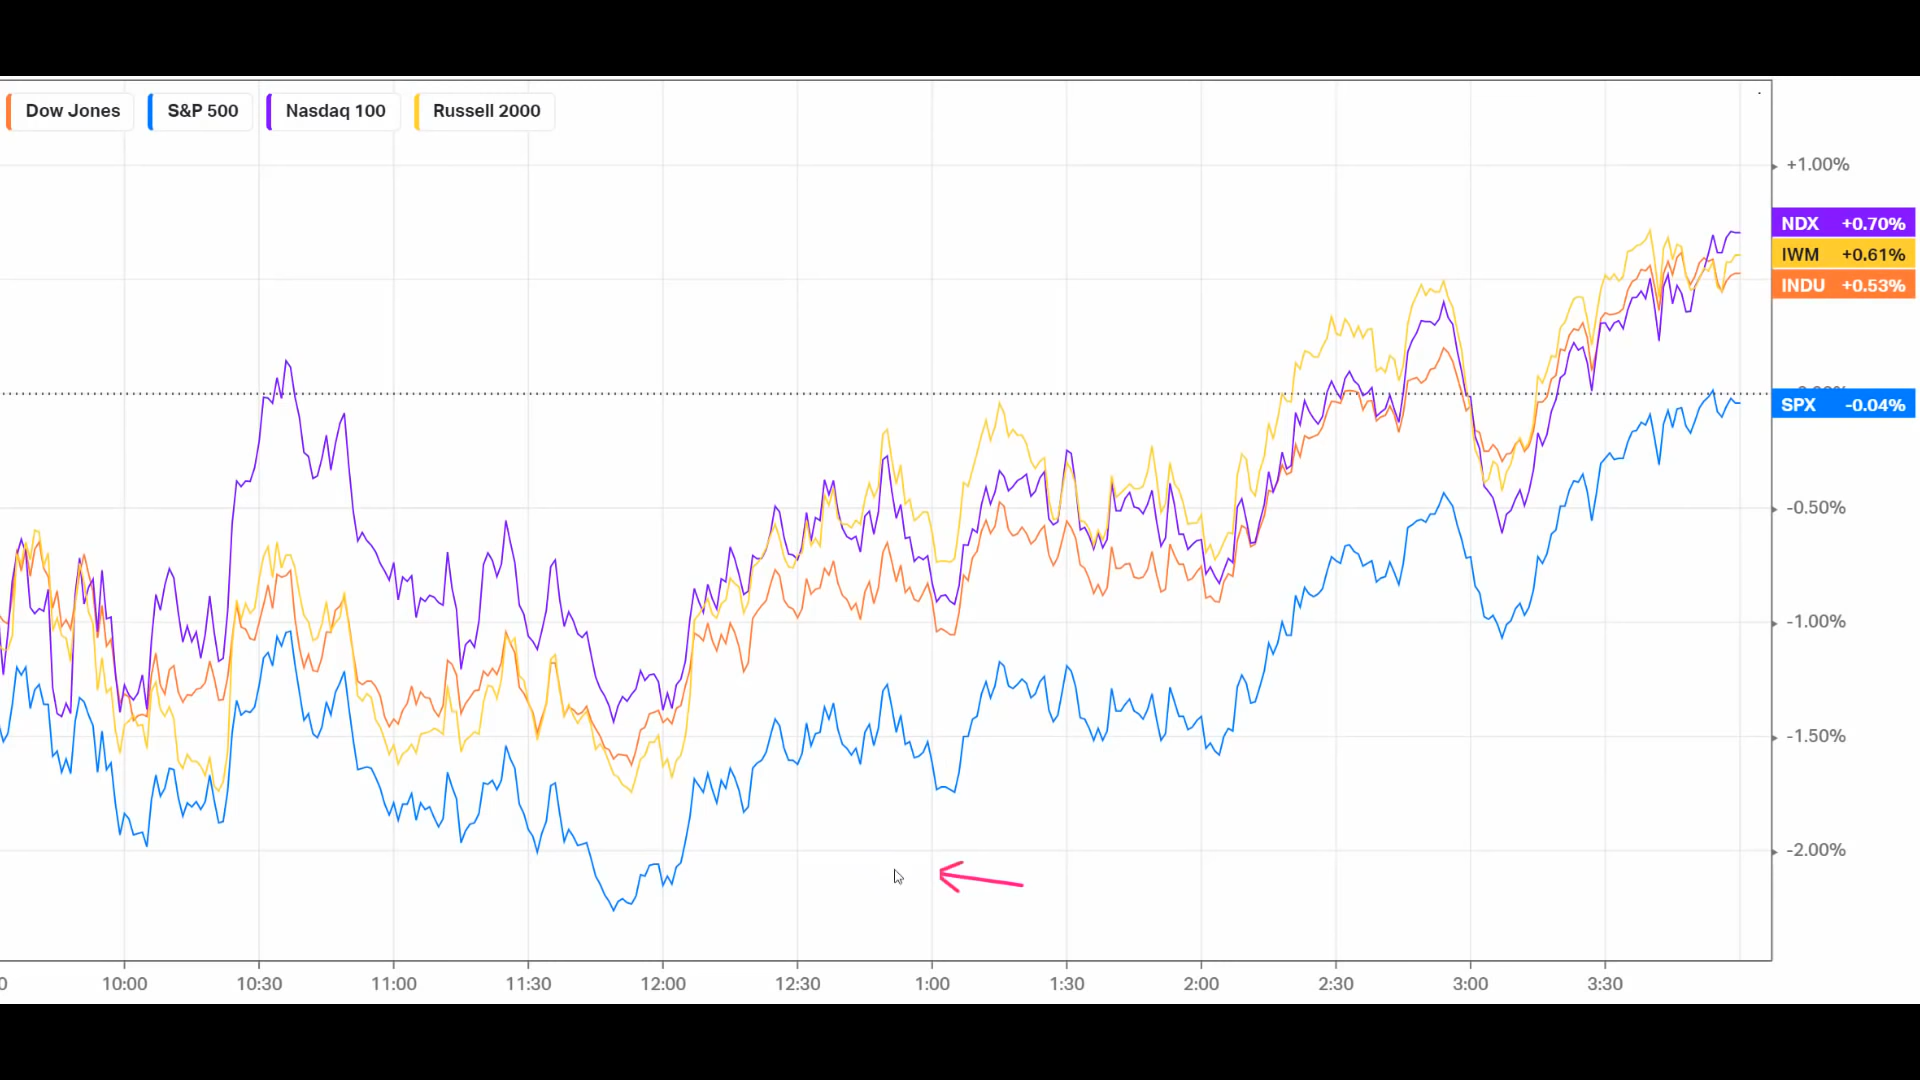 Dow Jones S&P 500 Nasdaq 100 Russell 2000
+1.00%
NDX +0.70%
IWM +0.61%
INDU +0.53%
SPX -0.04%
-0.50%
-1.00%
-1.50%
-2.00%
0 10:00 10:30 11:00 11:30 12:00 12:30 1:00 1:30 2:00 2:30 3:00 3:30